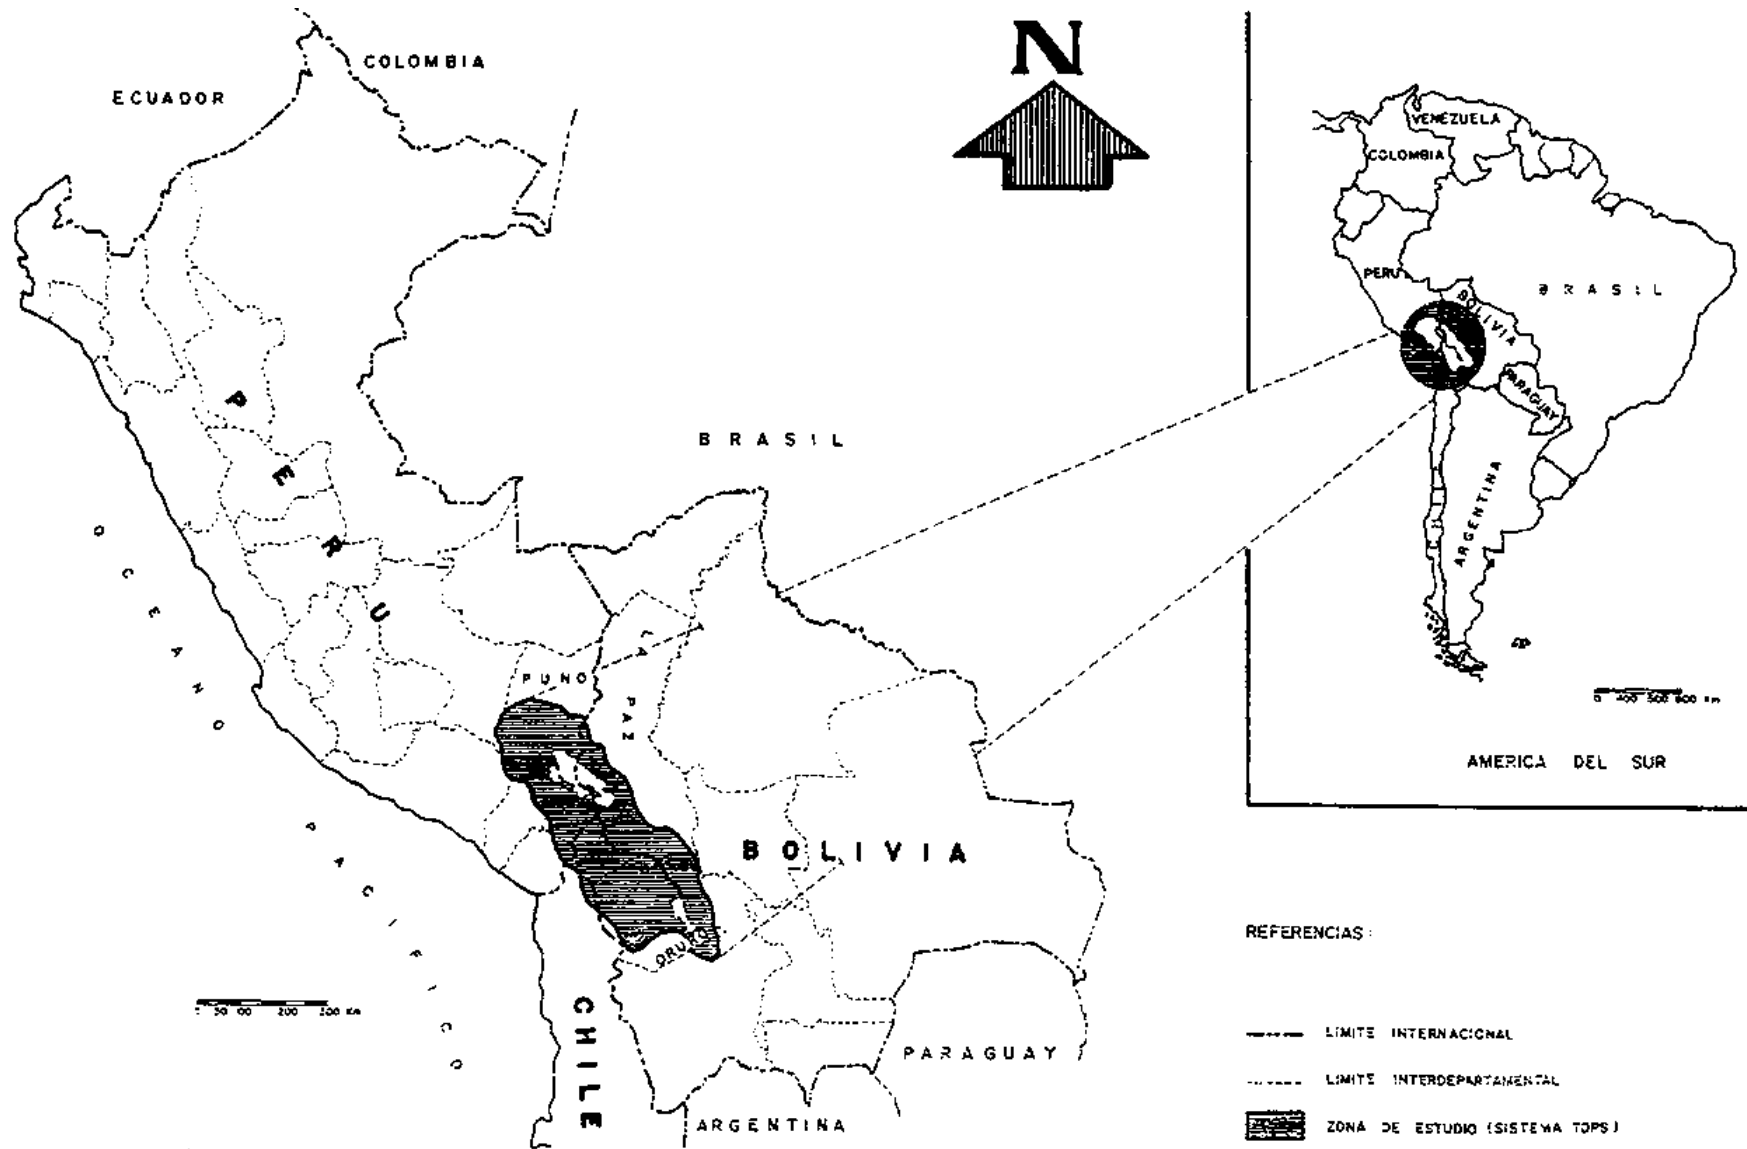 N
COLOMBIA
ECUADOR
BRASIL
PERU
OCEANO PACIFICO
PUNO
LA PAZ
BOLIVIA
ORURO
CHILE
PARAGUAY
ARGENTINA
200
VENEZUELA
COLOMBIA
PERU
BRASIL
BOLIVIA
PARAGUAY
ARGENTINA
AMERICA DEL SUR
REFERENCIAS:
LIMITE INTERNACIONAL
LIMITE INTERDEPARTAMENTAL
ZONA DE ESTUDIO (SISTEMA TDPS)